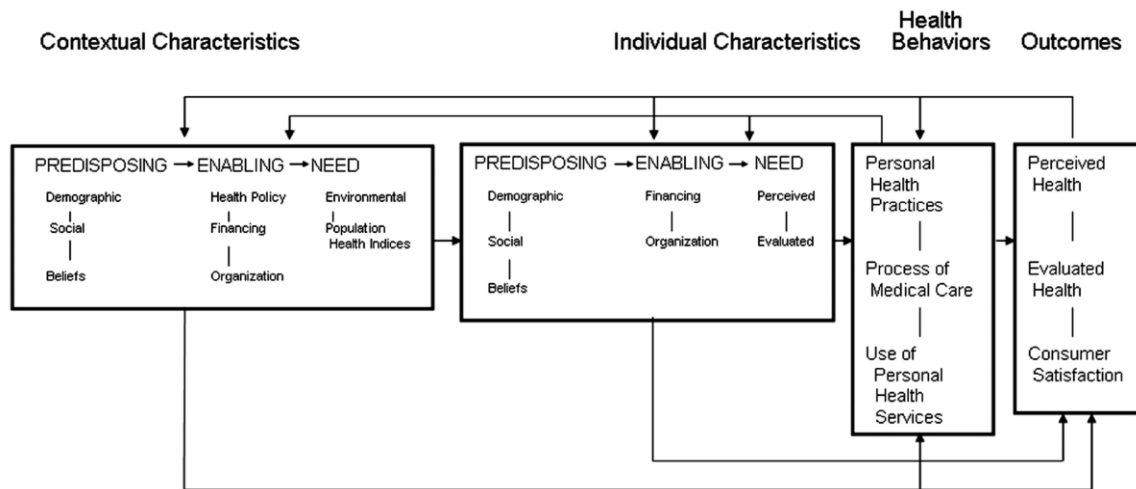 Contextual Characteristics
Individual Characteristics
Health
Behaviors
Outcomes
PREDISPOSING
ENABLING
NEED
Demographic
Social
Beliefs
Health Policy
Financing
Organization
Environmental
Population
Health Indices
PREDISPOSING
ENABLING
NEED
Demographic
Social
Beliefs
Financing
Organization
Perceived
Evaluated
Personal
Health
Practices
Process of
Medical Care
Use of
Personal
Health
Services
Perceived
Health
Evaluated
Health
Consumer
Satisfaction